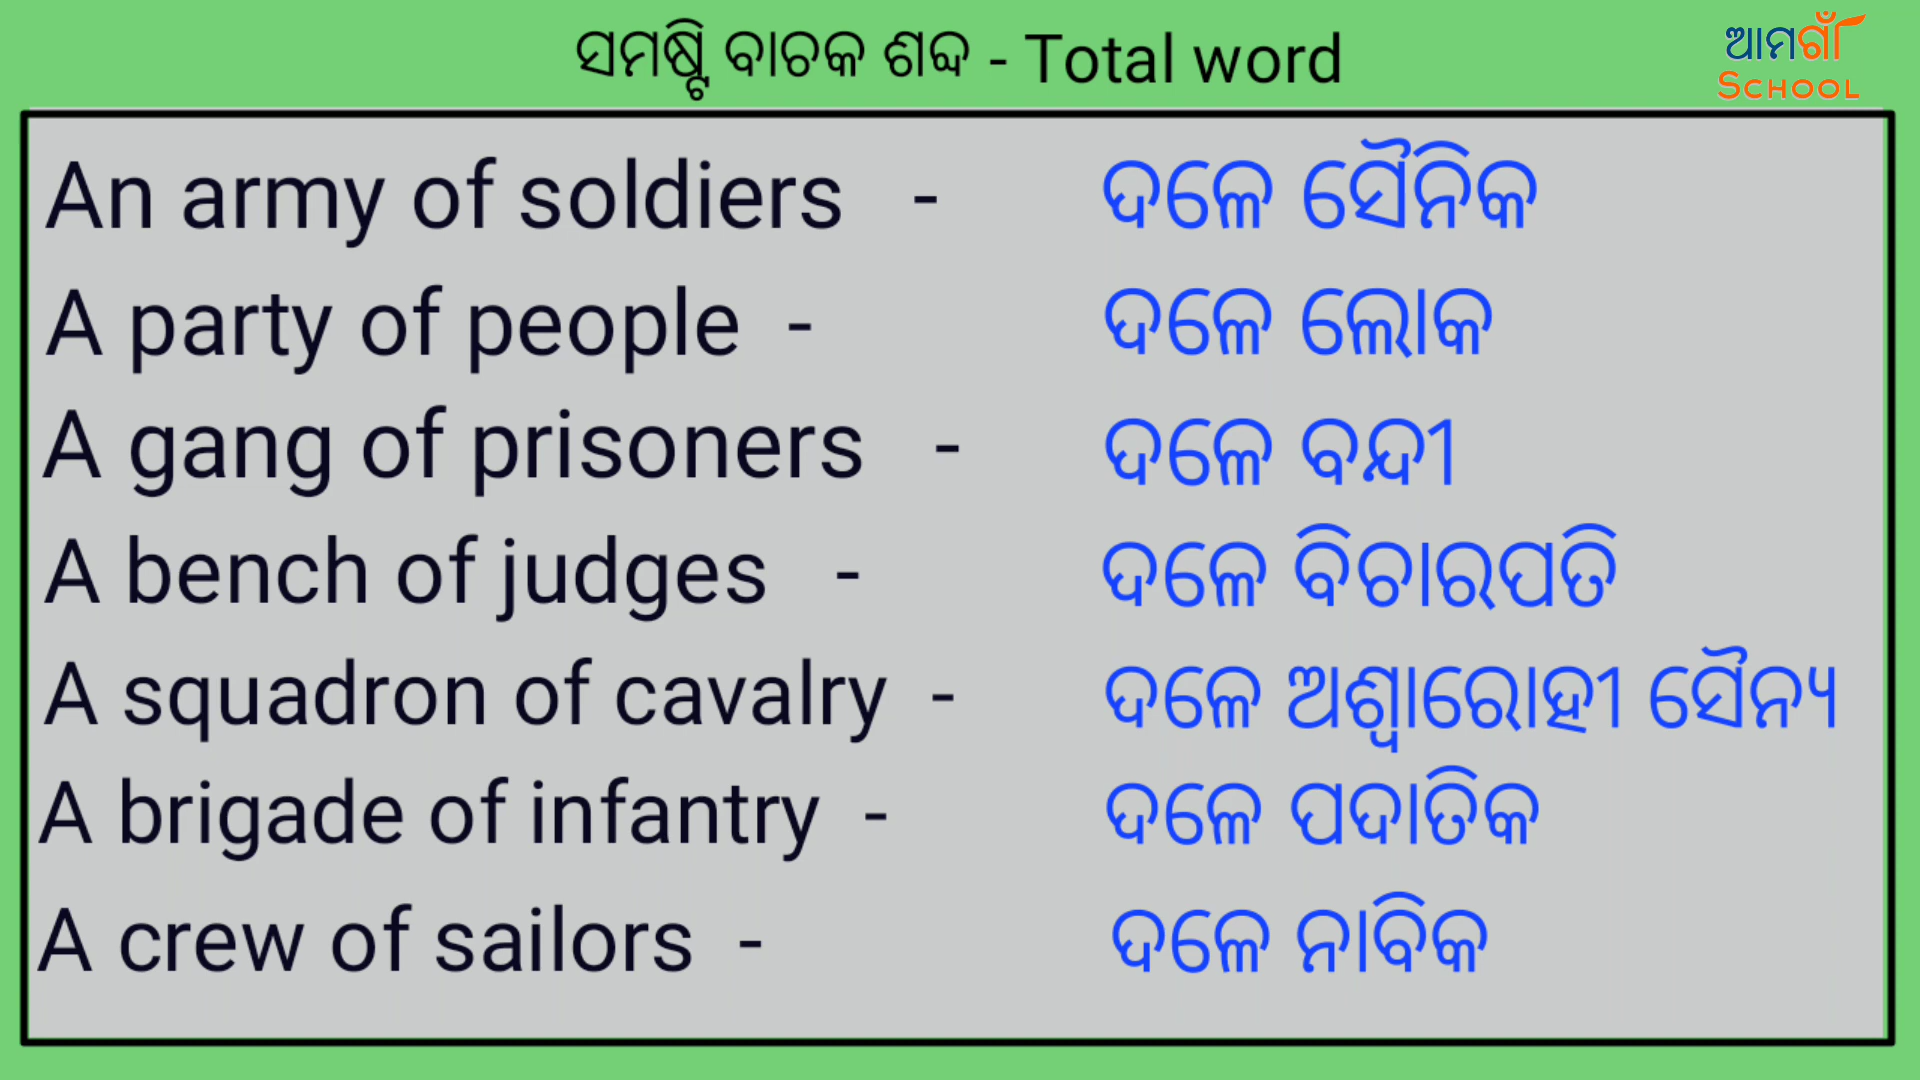 ସମଷ୍ଟି ବାଚକ ଶବ୍ଦ - Total word
ଆମଗାଁ
SCHOOL
An army of soldiers - ଦଳେ ସୈନିକ
A party of people - ଦଳେ ଲୋକ
A gang of prisoners - ଦଳେ ବନ୍ଦୀ
A bench of judges - ଦଳେ ବିଚାରପତି
A squadron of cavalry - ଦଳେ ଅଶ୍ୱାରୋହୀ ସୈନ୍ୟ
A brigade of infantry - ଦଳେ ପଦାତିକ
A crew of sailors - ଦଳେ ନାବିକ